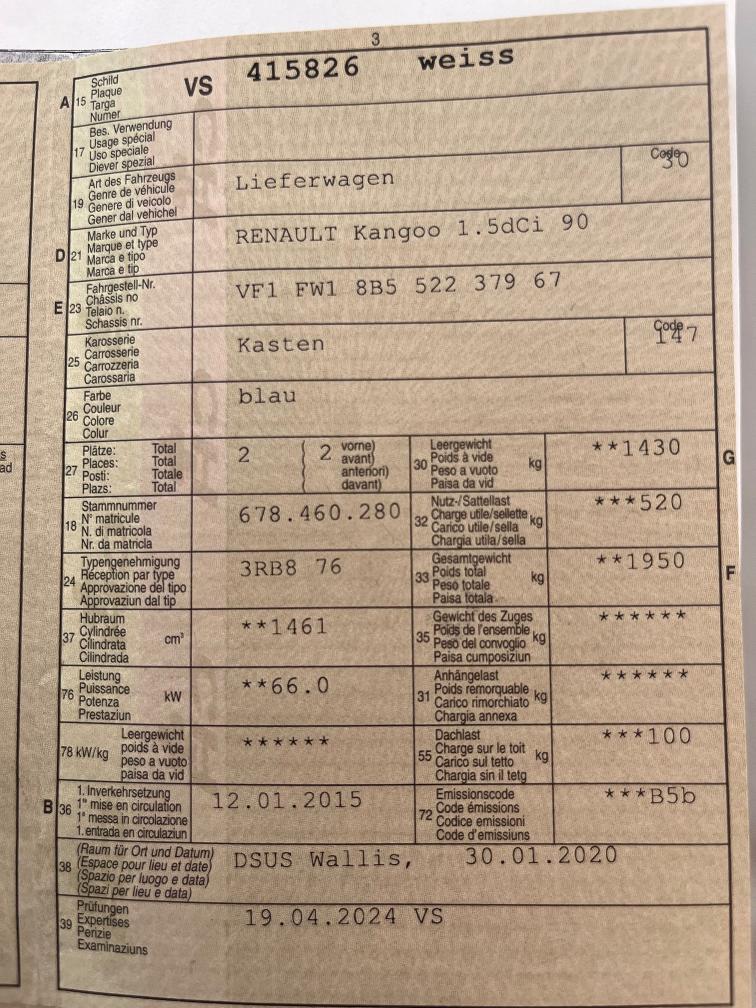 3
A 15 Schild Plaque Targa Numer VS 415826 weiss
17 Bes. Verwendung Usage spécial Uso speciale Diever spezial
19 Art des Fahrzeugs Genre de véhicule Genere di veicolo Gener dal vehichel Lieferwagen Code 30
D 21 Marke und Typ Marque et type Marca e tipo Marca e tip RENAULT Kangoo 1.5dCi 90
E 23 Fahrgestell-Nr. Châssis no Telaio n. Schassis nr. VF1 FW1 8B5 522 379 67
25 Karosserie Carrosserie Carrozzeria Carossaria Kasten Code 147
26 Farbe Couleur Colore Colur blau
27 Plätze: Total Places: Total Posti: Totale Plazs: Total 2 ( 2 vorne) avant) anteriori) davant)
30 Leergewicht Poids à vide Peso a vuoto Paisa da vid kg **1430 G
18 Stammnummer N° matricule N. di matricola Nr. da matricla 678.460.280
32 Nutz-/Sattellast Charge utile/sellette Carico utile/sella Chargia utila/sella kg ***520
24 Typengenehmigung Réception par type Approvazione del tipo Approvaziun dal tip 3RB8 76
33 Gesamtgewicht Poids total Peso totale Paisa totala kg **1950 F
37 Hubraum Cylindrée Cilindrata Cilindrada cm³ **1461
35 Gewicht des Zuges Poids de l'ensemble Peso del convoglio Paisa cumposiziun kg ******
76 Leistung Puissance Potenza Prestaziun kW **66.0
31 Anhängelast Poids remorquable Carico rimorchiato Chargia annexa kg ******
78 kW/kg Leergewicht poids à vide peso a vuoto paisa da vid ******
55 Dachlast Charge sur le toit Carico sul tetto Chargia sin il tetg kg ***100
B 36 1. Inverkehrsetzung 1re mise en circulation 1a messa in circolazione 1. entrada en circulaziun 12.01.2015
72 Emissionscode Code émissions Codice emissioni Code d'emissiuns ***B5b
38 (Raum für Ort und Datum) (Espace pour lieu et date) (Spazio per luogo e data) (Spazi per lieu e data) DSUS Wallis, 30.01.2020
39 Prüfungen Expertises Perizie Examinaziuns 19.04.2024 VS